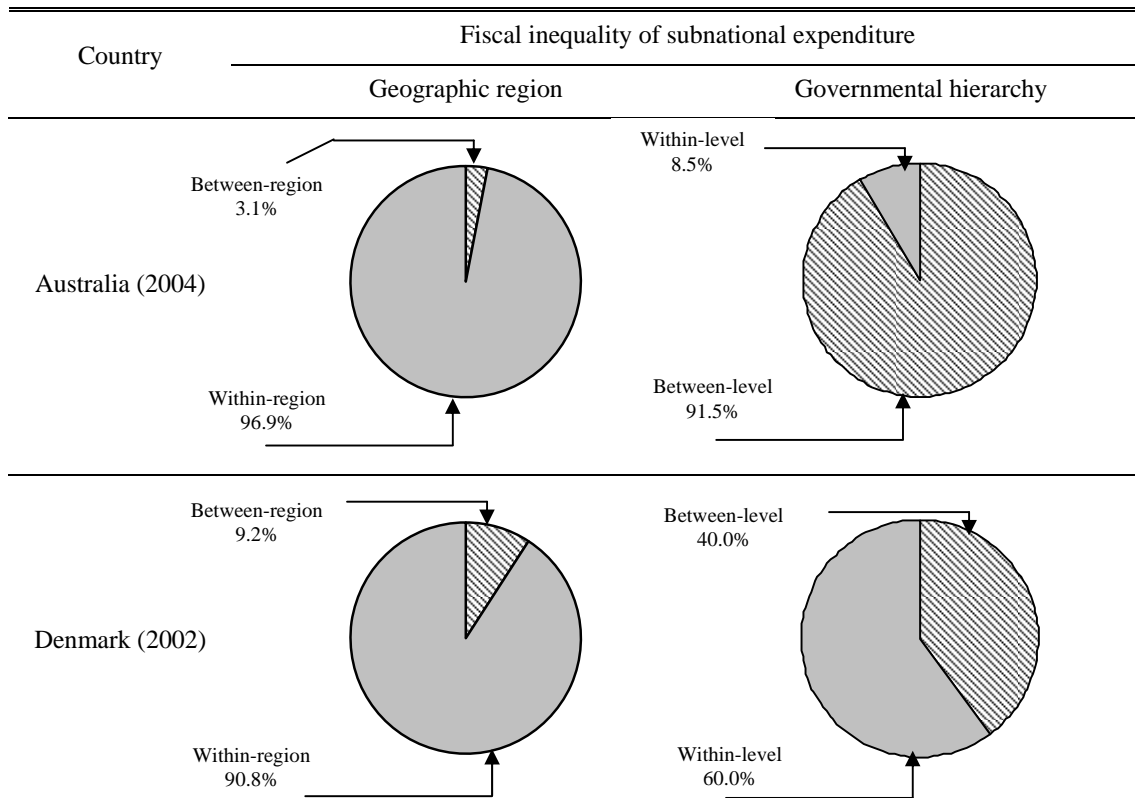 Country
Fiscal inequality of subnational expenditure
Geographic region
Governmental hierarchy
Australia (2004)
Between-region
3.1%
Within-region
96.9%
Within-level
8.5%
Between-level
91.5%
Denmark (2002)
Between-region
9.2%
Within-region
90.8%
Between-level
40.0%
Within-level
60.0%